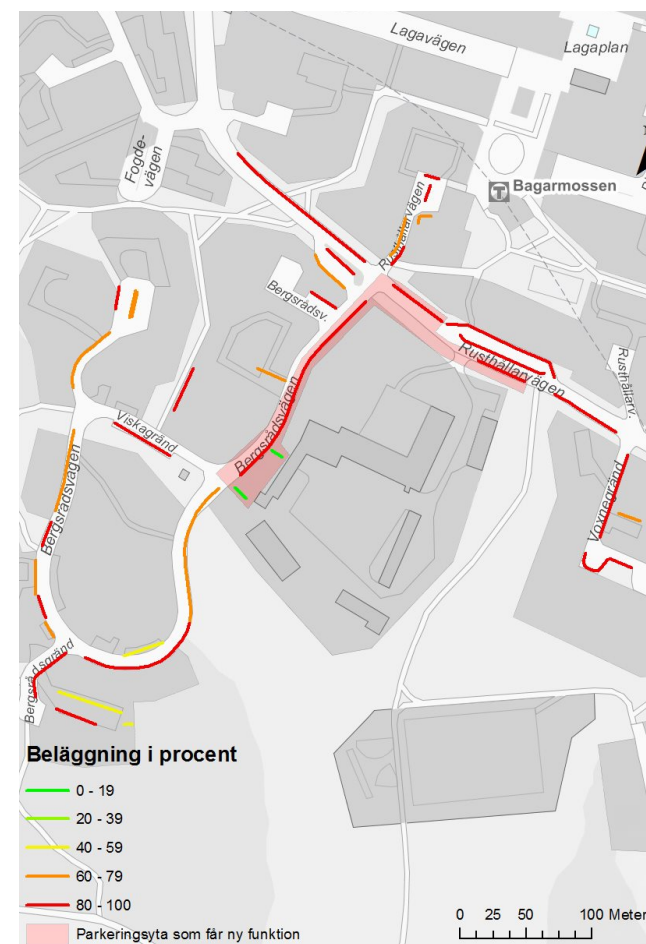 Lagavägen
Lagaplan
Fogde-
vägen
T Bagarmossen
Rusthållarvägen
Bergsrådsv.
Rusthållarvägen
Rusthållarv.
Viskagränd
Bergsrådsvägen
Bergsrådsvägen
Voxnegränd
Bergsrådsgränd
Beläggning i procent
0 - 19
20 - 39
40 - 59
60 - 79
80 - 100
Parkeringsyta som får ny funktion
0 25 50 100 Meter